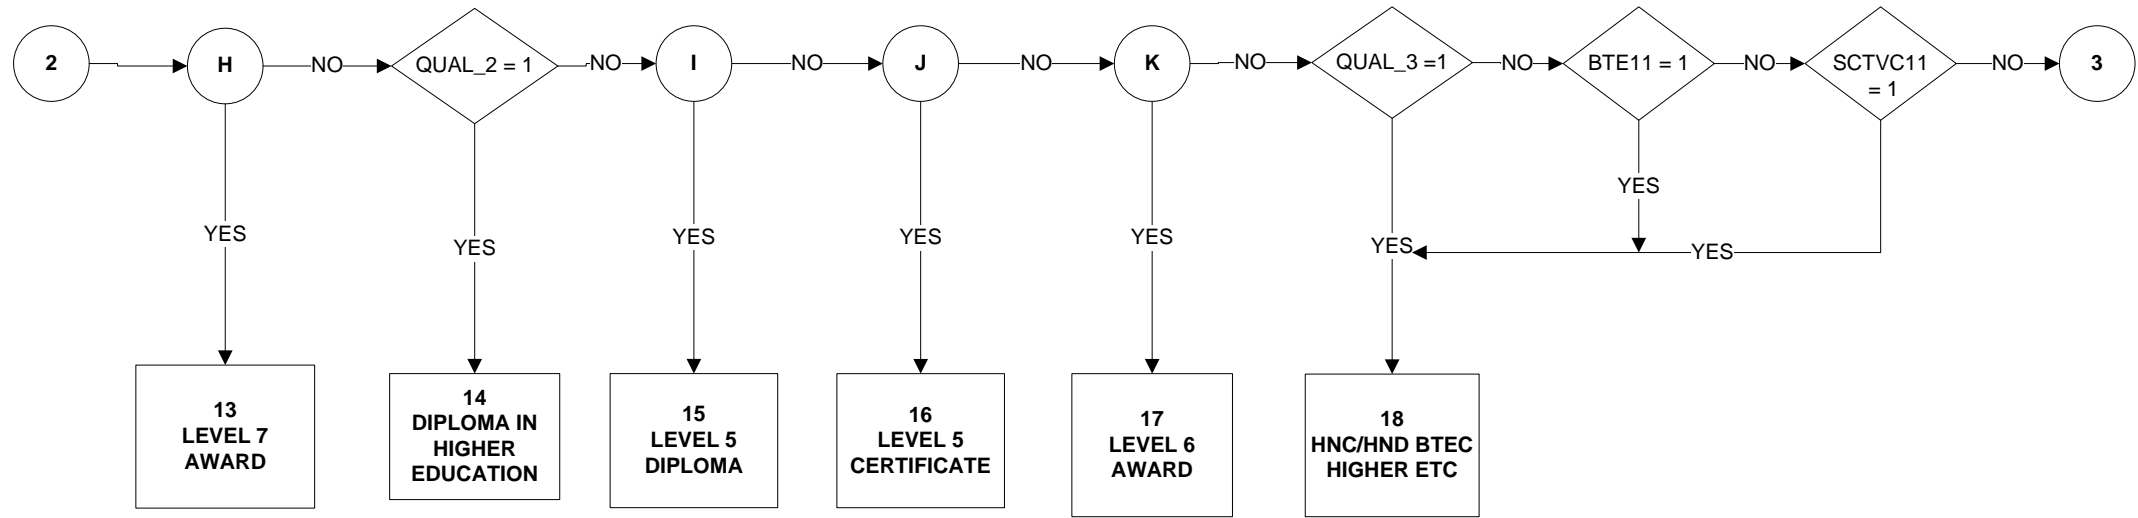 2
H
NO
QUAL_2 = 1
NO
I
NO
J
NO
K
NO
QUAL_3 =1
NO
BTE11 = 1
NO
SCTVC11
= 1
NO
3
YES
YES
YES
YES
YES
YES
YES
YES
13
LEVEL 7
AWARD
14
DIPLOMA IN
HIGHER
EDUCATION
15
LEVEL 5
DIPLOMA
16
LEVEL 5
CERTIFICATE
17
LEVEL 6
AWARD
18
HNC/HND BTEC
HIGHER ETC